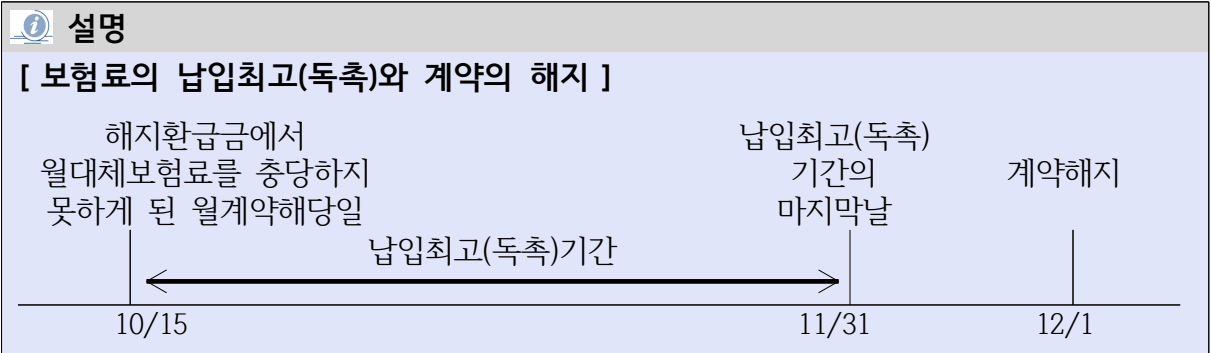 설명
[ 보험료의 납입최고(독촉)와 계약의 해지 ]
해지환급금에서
월대체보험료를 충당하지
못하게 된 월계약해당일
납입최고(독촉)
기간의
마지막날
계약해지
납입최고(독촉)기간
10/15
11/31
12/1